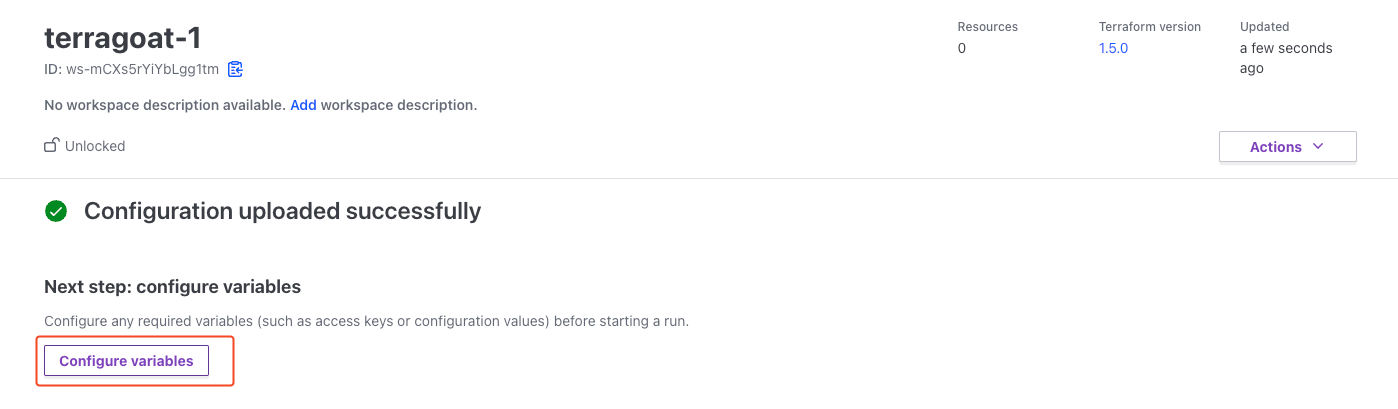 terragoat-1
ID: ws-mCXs5rYiYbLgg1tm
No workspace description available. Add workspace description.
Unlocked
Resources
0
Terraform version
1.5.0
Updated
a few seconds
ago
Actions
Configuration uploaded successfully
Next step: configure variables
Configure any required variables (such as access keys or configuration values) before starting a run.
Configure variables